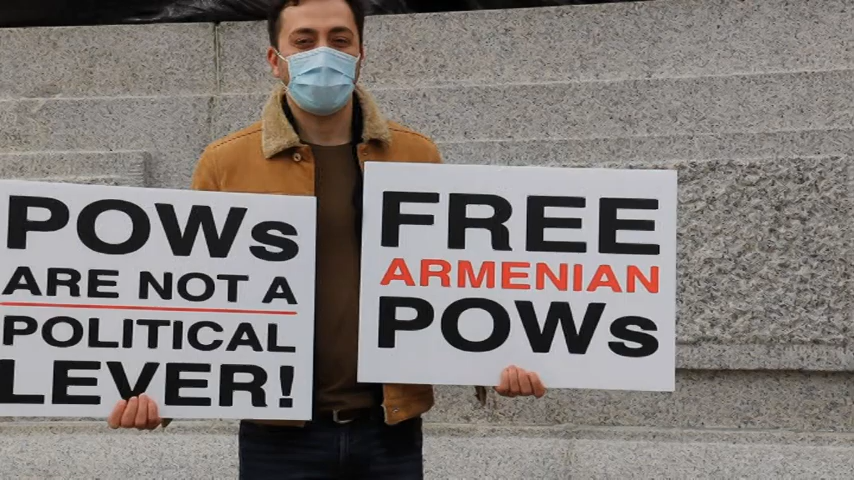 POWs
ARE NOT A
POLITICAL
LEVER!
FREE
ARMENIAN
POWs